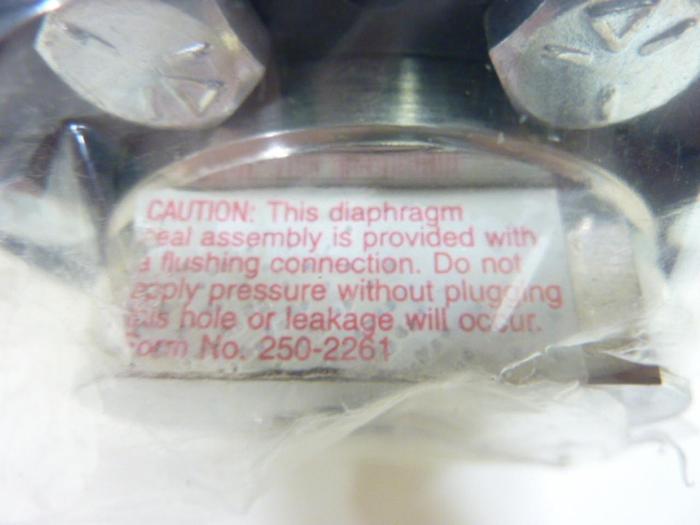 CAUTION: This diaphragm
seal assembly is provided with
a flushing connection. Do not
apply pressure without plugging
this hole or leakage will occur.
Form No. 250-2261